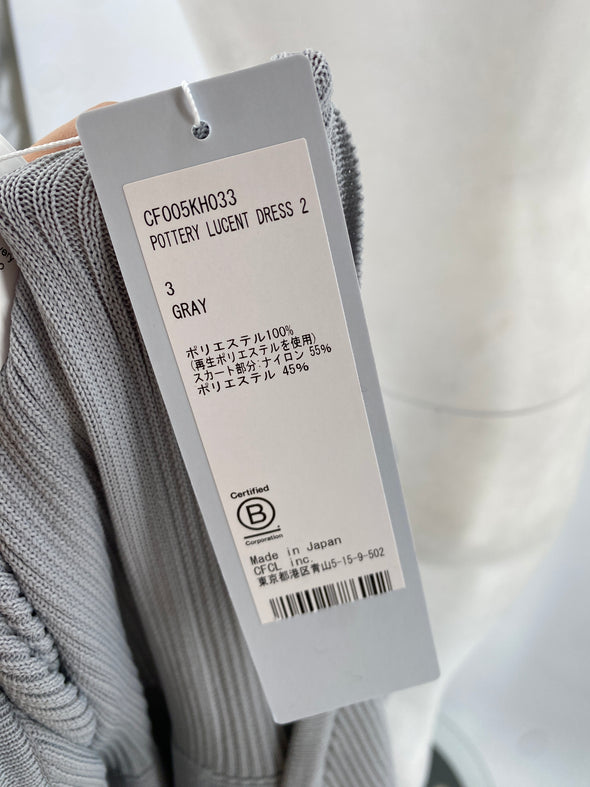 CF005KH033
POTTERY LUCENT DRESS 2
3
GRAY
ポリエステル100%
(再生ポリエステルを使用)
スカート部分:ナイロン 55%
ポリエステル 45%
Certified
B
Corporation
Made in Japan
CFCL inc.
東京都港区青山5-15-9-502